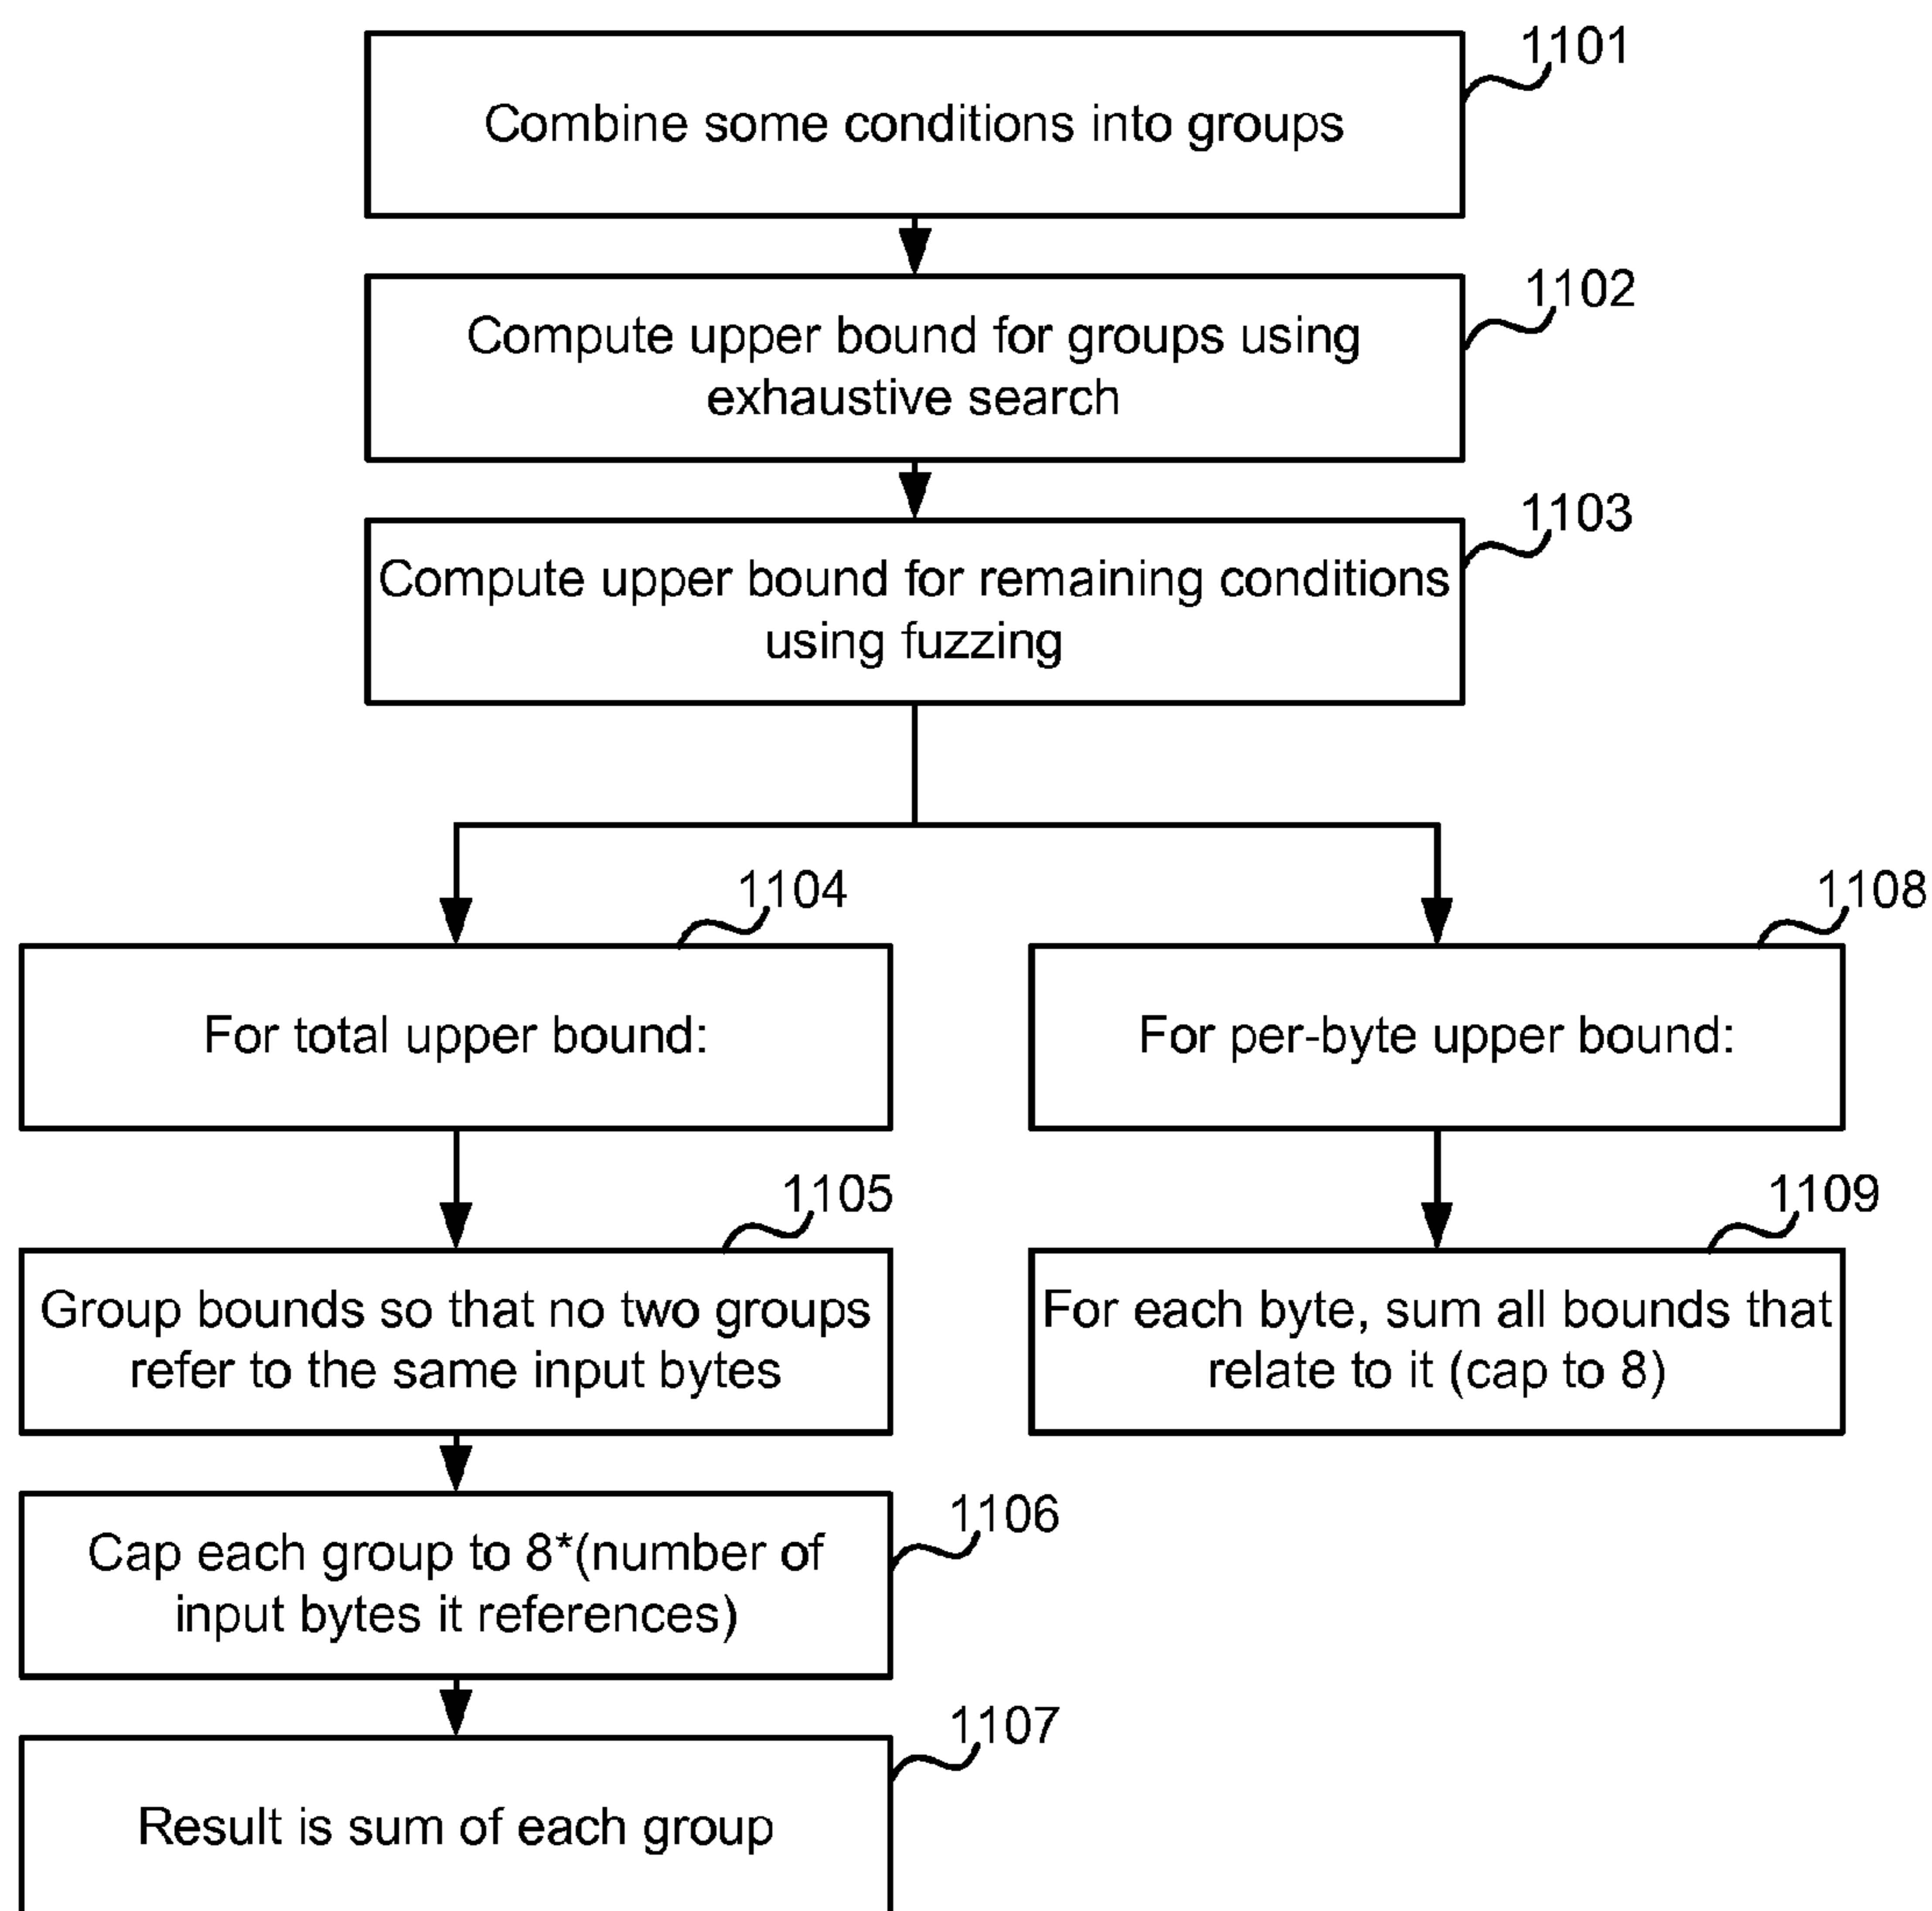 1101
Combine some conditions into groups
1102
Compute upper bound for groups using
exhaustive search
1103
Compute upper bound for remaining conditions
using fuzzing
1104
For total upper bound:
1108
For per-byte upper bound:
1105
Group bounds so that no two groups
refer to the same input bytes
1109
For each byte, sum all bounds that
relate to it (cap to 8)
1106
Cap each group to 8*(number of
input bytes it references)
1107
Result is sum of each group